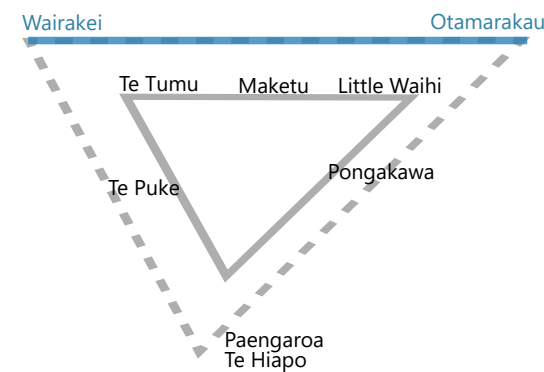 Wairakei
Otamarakau
Te Tumu
Maketu
Little Waihi
Te Puke
Pongakawa
Paengaroa
Te Hiapo